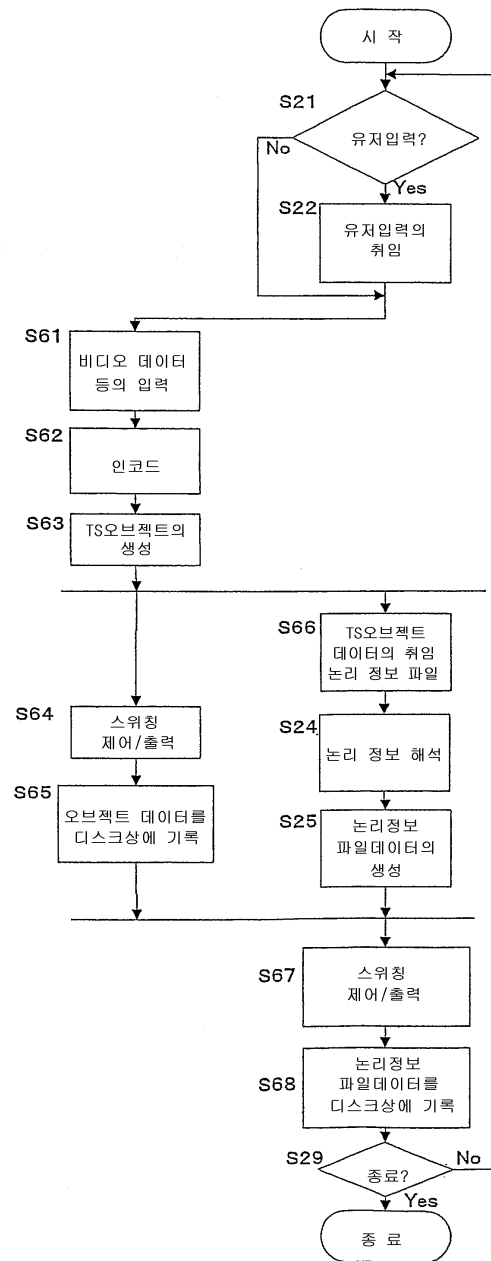 시 작
S21
유저입력?
No
Yes
S22
유저입력의
취임
S61
비디오 데이터
등의 입력
S62
인코드
S63
TS오브젝트의
생성
S66
TS오브젝트
데이터의 취임
논리 정보 파일
S64
스위칭
제어/출력
S24
논리 정보 해석
S65
오브젝트 데이터를
디스크상에 기록
S25
논리정보
파일데이터의
생성
S67
스위칭
제어/출력
S68
논리정보
파일데이터를
디스크상에 기록
S29
종료?
No
Yes
종 료